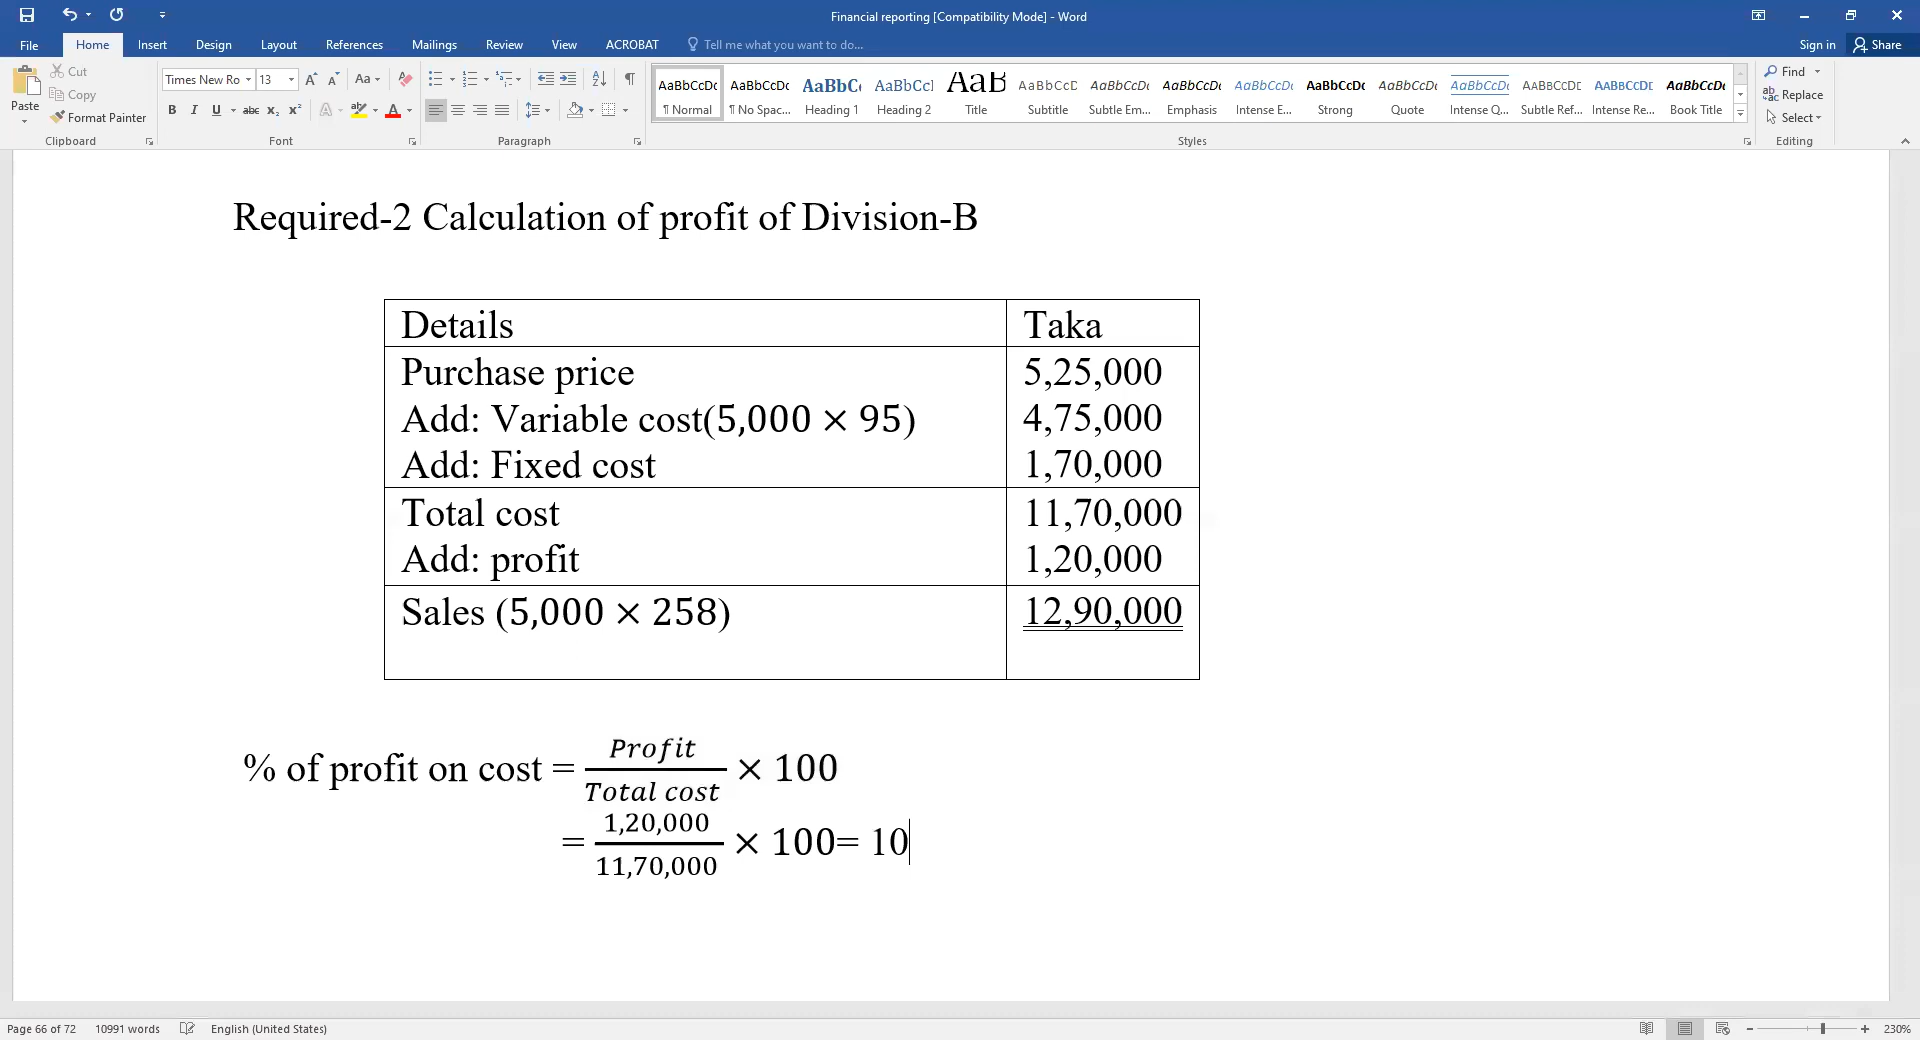 Financial reporting [Compatibility Mode] - Word
File Home Insert Design Layout References Mailings Review View ACROBAT Tell me what you want to do... Sign in Share
Paste Cut Copy Format Painter
Clipboard
Times New Ro 13
Font
Paragraph
AaBbCcDc AaBbCcDc AaBbC( AaBbCcI AaB AaBbCcD AaBbCcDc AaBbCcDc AaBbCcDc AaBbCcDc AaBbCcDc AaBbCcDc AABBCCDE AABBCCDE AaBbCcDc
¶ Normal ¶ No Spac... Heading 1 Heading 2 Title Subtitle Subtle Em... Emphasis Intense E... Strong Quote Intense Q... Subtle Ref... Intense Re... Book Title
Styles
Find
Replace
Select
Editing
Required-2 Calculation of profit of Division-B
Details Taka
Purchase price 5,25,000
Add: Variable cost(5,000 × 95) 4,75,000
Add: Fixed cost 1,70,000
Total cost 11,70,000
Add: profit 1,20,000
Sales (5,000 × 258) 12,90,000
% of profit on cost = Profit / Total cost × 100
= 1,20,000 / 11,70,000 × 100= 10
Page 66 of 72 10991 words English (United States) 230%